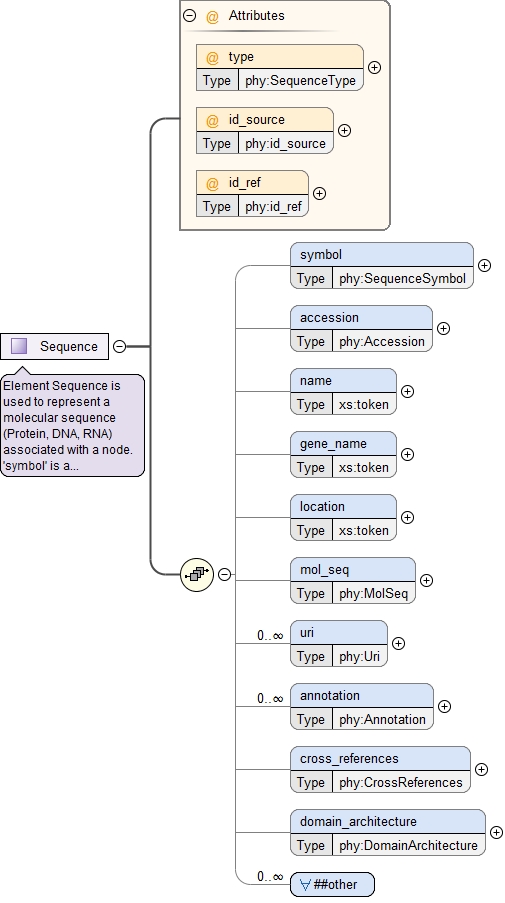 @ Attributes
@ type
Type phy:SequenceType
@ id_source
Type phy:id_source
@ id_ref
Type phy:id_ref
symbol
Type phy:SequenceSymbol
accession
Type phy:Accession
Sequence
name
Type xs:token
Element Sequence is
used to represent a
molecular sequence
(Protein, DNA, RNA)
associated with a node.
'symbol' is a...
gene_name
Type xs:token
location
Type xs:token
mol_seq
Type phy:MolSeq
0..∞
uri
Type phy:Uri
0..∞
annotation
Type phy:Annotation
cross_references
Type phy:CrossReferences
domain_architecture
Type phy:DomainArchitecture
0..∞
##other